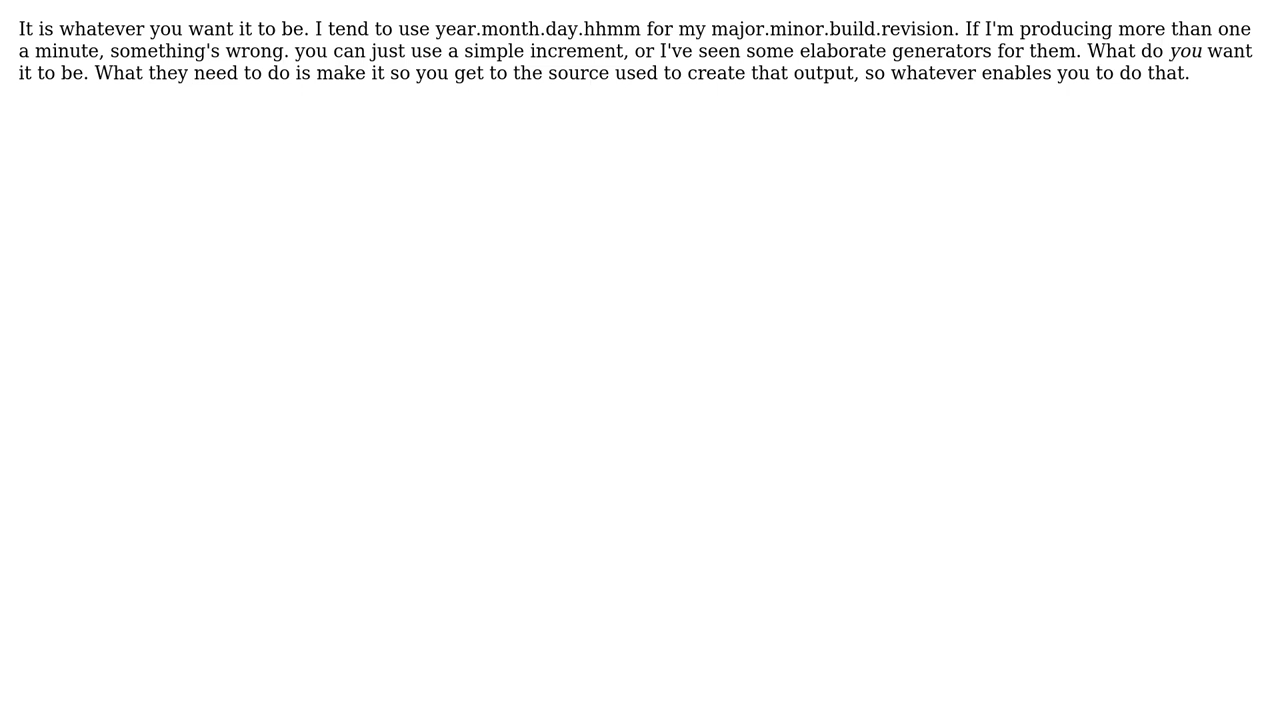 It is whatever you want it to be. I tend to use year.month.day.hhmm for my major.minor.build.revision. If I'm producing more than one
a minute, something's wrong. you can just use a simple increment, or I've seen some elaborate generators for them. What do you want
it to be. What they need to do is make it so you get to the source used to create that output, so whatever enables you to do that.